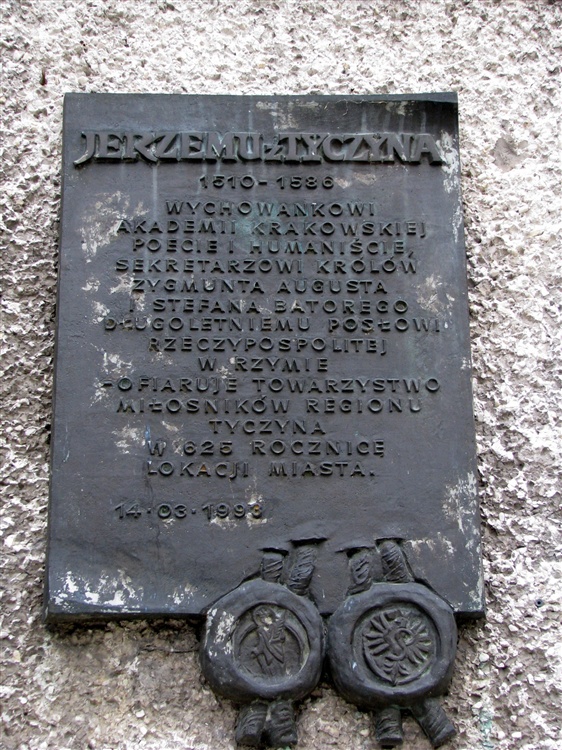 JERZEMU z TYCZYNA
1510-1586
WYCHOWANKOWI
AKADEMII KRAKOWSKIEJ
POECIE I HUMANIŚCIE,
SEKRETARZOWI KRÓLÓW
ZYGMUNTA AUGUSTA
I STEFANA BATOREGO
DŁUGOLETNIEMU POSŁOWI
RZECZYPOSPOLITEJ
W RZYMIE
-OFIARUJE TOWARZYSTWO
MIŁOŚNIKÓW REGIONU
TYCZYNA
W 625 ROCZNICĘ
LOKACJI MIASTA.
14·03·1993